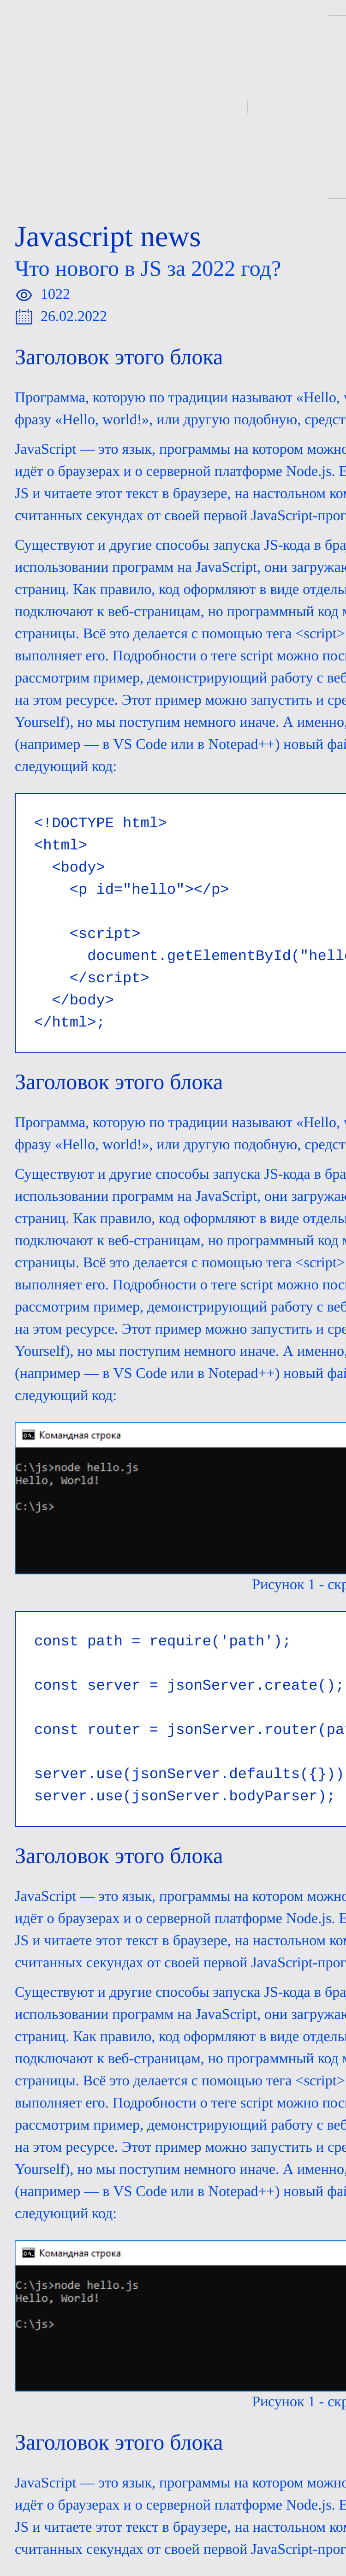 Javascript news
Что нового в JS за 2022 год?
1022
26.02.2022
Заголовок этого блока
Программа, которую по традиции называют «Hello,
фразу «Hello, world!», или другую подобную, средст
JavaScript — это язык, программы на котором можно
идёт о браузерах и о серверной платформе Node.js. Е
JS и читаете этот текст в браузере, на настольном ком
считанных секундах от своей первой JavaScript-прог
Существуют и другие способы запуска JS-кода в бра
использовании программ на JavaScript, они загружаю
страниц. Как правило, код оформляют в виде отдель
подключают к веб-страницам, но программный код м
страницы. Всё это делается с помощью тега <script>
выполняет его. Подробности о теге script можно посм
рассмотрим пример, демонстрирующий работу с веб
на этом ресурсе. Этот пример можно запустить и сре
Yourself), но мы поступим немного иначе. А именно,
(например — в VS Code или в Notepad++) новый фай
следующий код:
<!DOCTYPE html>
<html>
<body>
<p id="hello"></p>
<script>
document.getElementById("hello
</script>
</body>
</html>;
Заголовок этого блока
Программа, которую по традиции называют «Hello,
фразу «Hello, world!», или другую подобную, средст
Существуют и другие способы запуска JS-кода в бра
использовании программ на JavaScript, они загружаю
страниц. Как правило, код оформляют в виде отдель
подключают к веб-страницам, но программный код м
страницы. Всё это делается с помощью тега <script>
выполняет его. Подробности о теге script можно посм
рассмотрим пример, демонстрирующий работу с веб
на этом ресурсе. Этот пример можно запустить и сре
Yourself), но мы поступим немного иначе. А именно,
(например — в VS Code или в Notepad++) новый фай
следующий код:
Командная строка
C:\js>node hello.js
Hello, World!
C:\js>
Рисунок 1 - скр
const path = require('path');
const server = jsonServer.create();
const router = jsonServer.router(pa
server.use(jsonServer.defaults({}))
server.use(jsonServer.bodyParser);
Заголовок этого блока
JavaScript — это язык, программы на котором можно
идёт о браузерах и о серверной платформе Node.js. Е
JS и читаете этот текст в браузере, на настольном ком
считанных секундах от своей первой JavaScript-прог
Существуют и другие способы запуска JS-кода в бра
использовании программ на JavaScript, они загружаю
страниц. Как правило, код оформляют в виде отдель
подключают к веб-страницам, но программный код м
страницы. Всё это делается с помощью тега <script>
выполняет его. Подробности о теге script можно посм
рассмотрим пример, демонстрирующий работу с веб
на этом ресурсе. Этот пример можно запустить и сре
Yourself), но мы поступим немного иначе. А именно,
(например — в VS Code или в Notepad++) новый фай
следующий код:
Командная строка
C:\js>node hello.js
Hello, World!
C:\js>
Рисунок 1 - скр
Заголовок этого блока
JavaScript — это язык, программы на котором можно
идёт о браузерах и о серверной платформе Node.js. Е
JS и читаете этот текст в браузере, на настольном ком
считанных секундах от своей первой JavaScript-прог